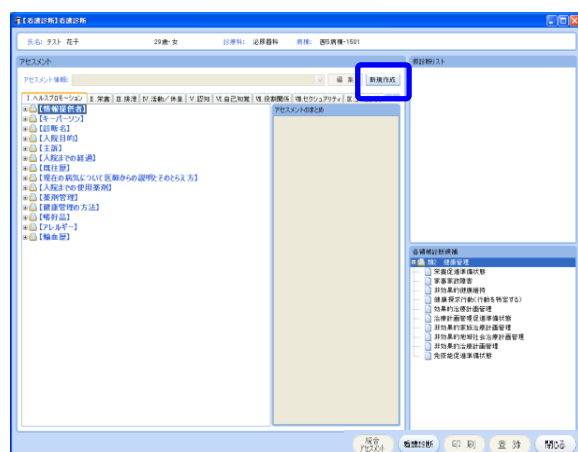 【看護診断】看護診断
氏名: テスト 花子 29歳・女 診療科: 泌尿器科 病棟: 西5病棟-1501
アセスメント
アセスメント情報: 編 集 新規作成
I.ヘルスプロモーション II.栄養 III.排泄 IV.活動/休息 V.認知 VI.自己知覚 VII.役割関係 VIII.セクシュアリティ
【情報提供者】
【キーパーソン】
【診断名】
【入院目的】
【主訴】
【入院までの経過】
【既往歴】
【現在の病気について医師からの説明とそのとらえ方】
【入院までの使用薬剤】
【薬剤管理】
【健康管理の方法】
【嗜好品】
【アレルギー】
【輸血歴】
アセスメントのまとめ
仮診断リスト
看護診断候補
類2 健康管理
栄養促進準備状態
家事家政障害
非効果的健康維持
健康探求行動(行動を特定する)
効果的治療計画管理
治療計画管理促進準備状態
非効果的家族治療計画管理
非効果的地域社会治療計画管理
非効果的治療計画管理
免疫能促進準備状態
統合
アセスメント
看護診断 印 刷 登 録 閉じる